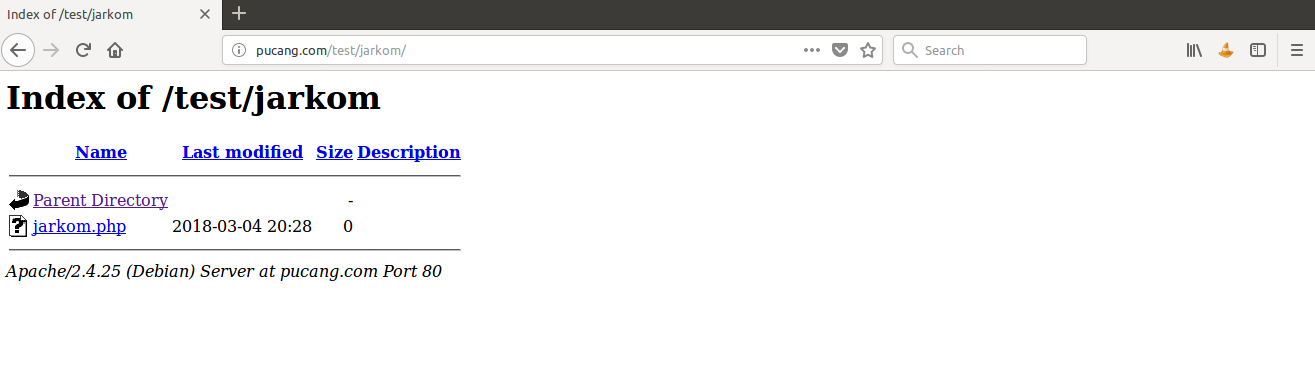 Index of /test/jarkom
pucang.com/test/jarkom/
Search
Index of /test/jarkom
Name Last modified Size Description
Parent Directory -
jarkom.php 2018-03-04 20:28 0
Apache/2.4.25 (Debian) Server at pucang.com Port 80